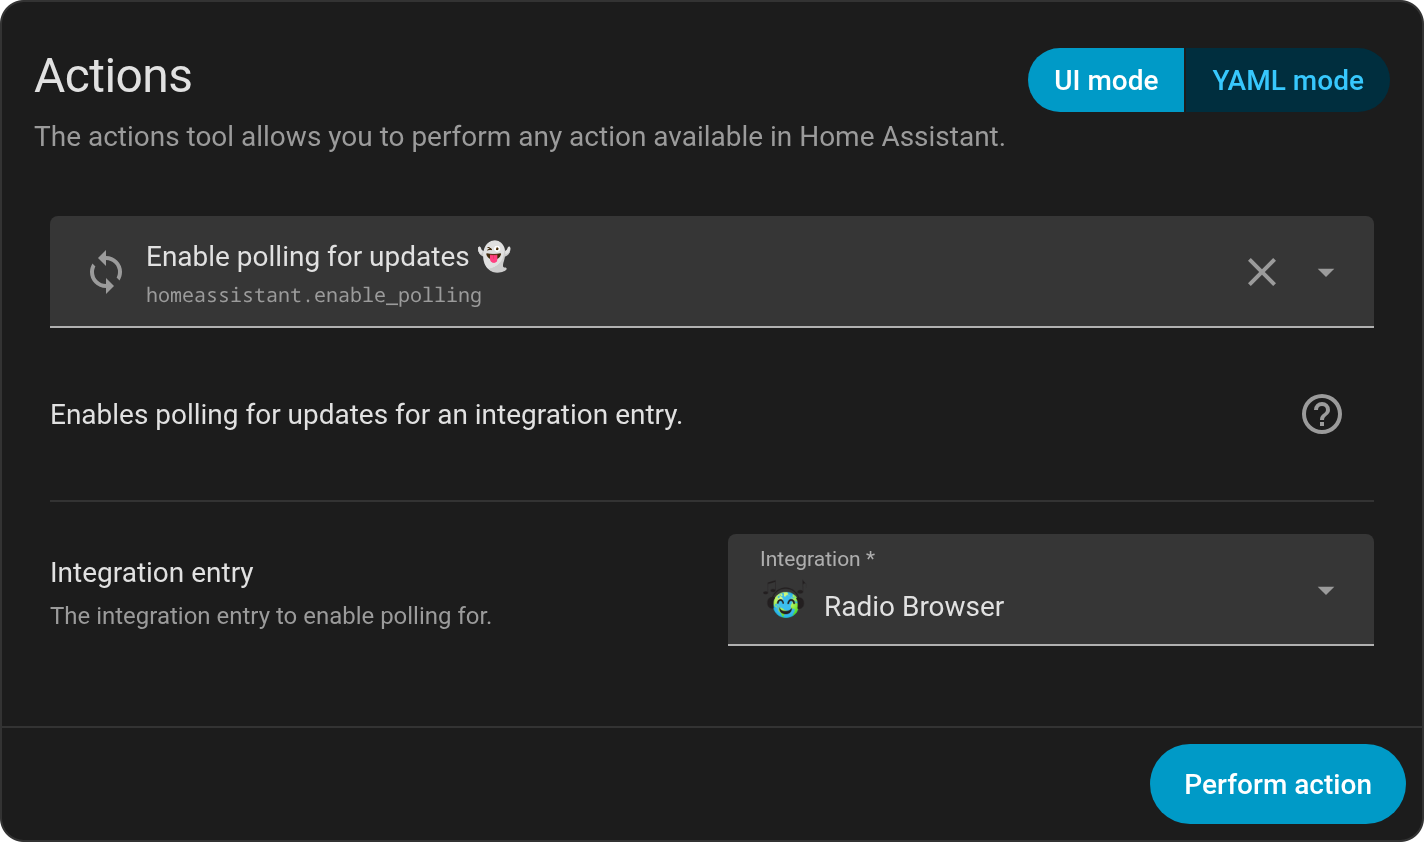 Actions
UI mode
YAML mode
The actions tool allows you to perform any action available in Home Assistant.
Enable polling for updates 👻
homeassistant.enable_polling
Enables polling for updates for an integration entry.
Integration entry
The integration entry to enable polling for.
Integration *
Radio Browser
Perform action